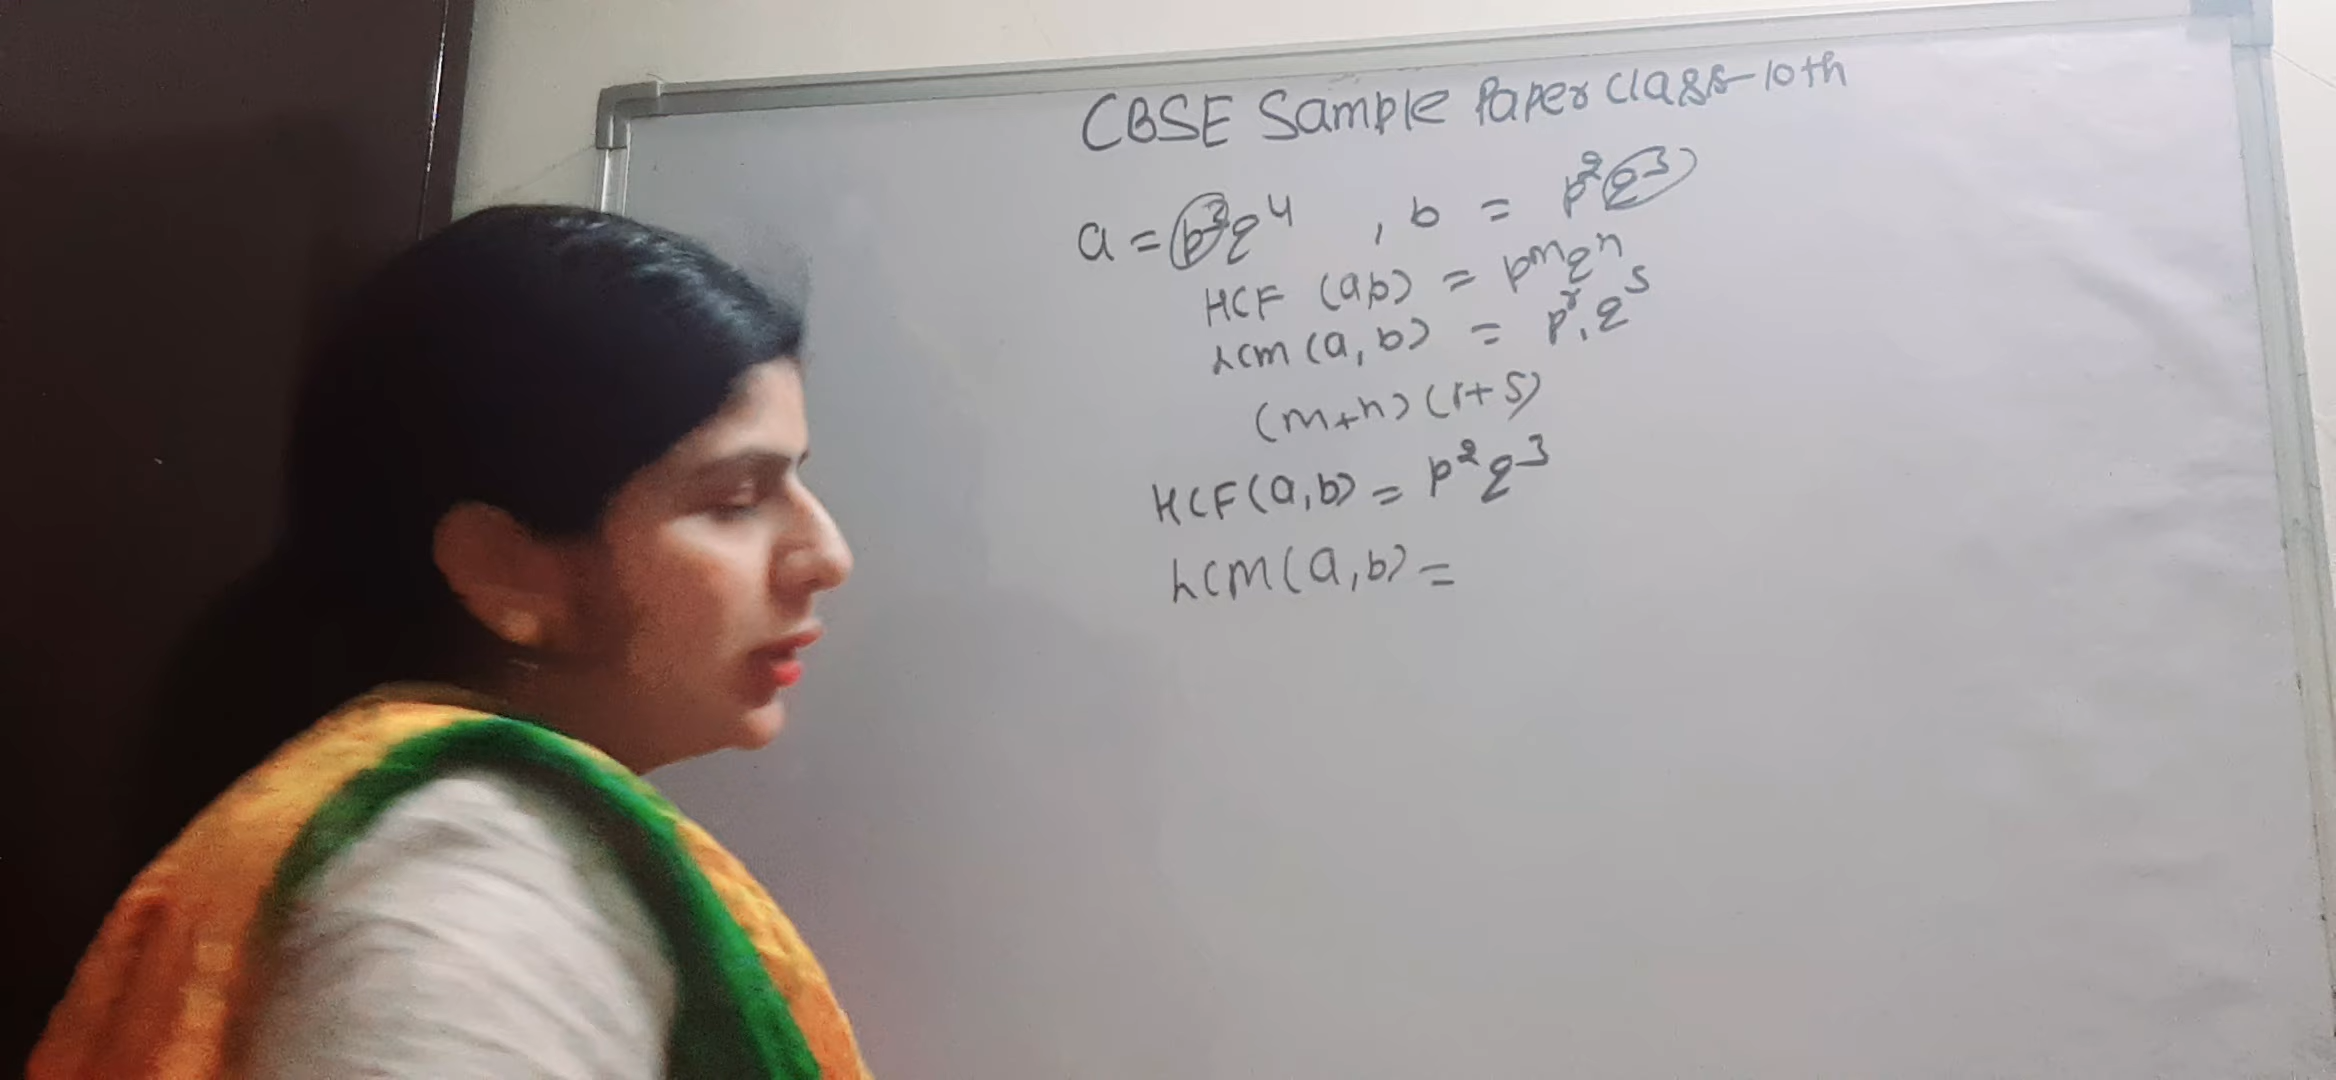 CBSE Sample Paper class-10th
a = p³q⁴ , b = p²q³
HCF (a,b) = pᵐqⁿ
LCM (a, b) = pʳ.qˢ
(m+n) (r+s)
HCF(a,b) = p²q³
LCM(a,b) =